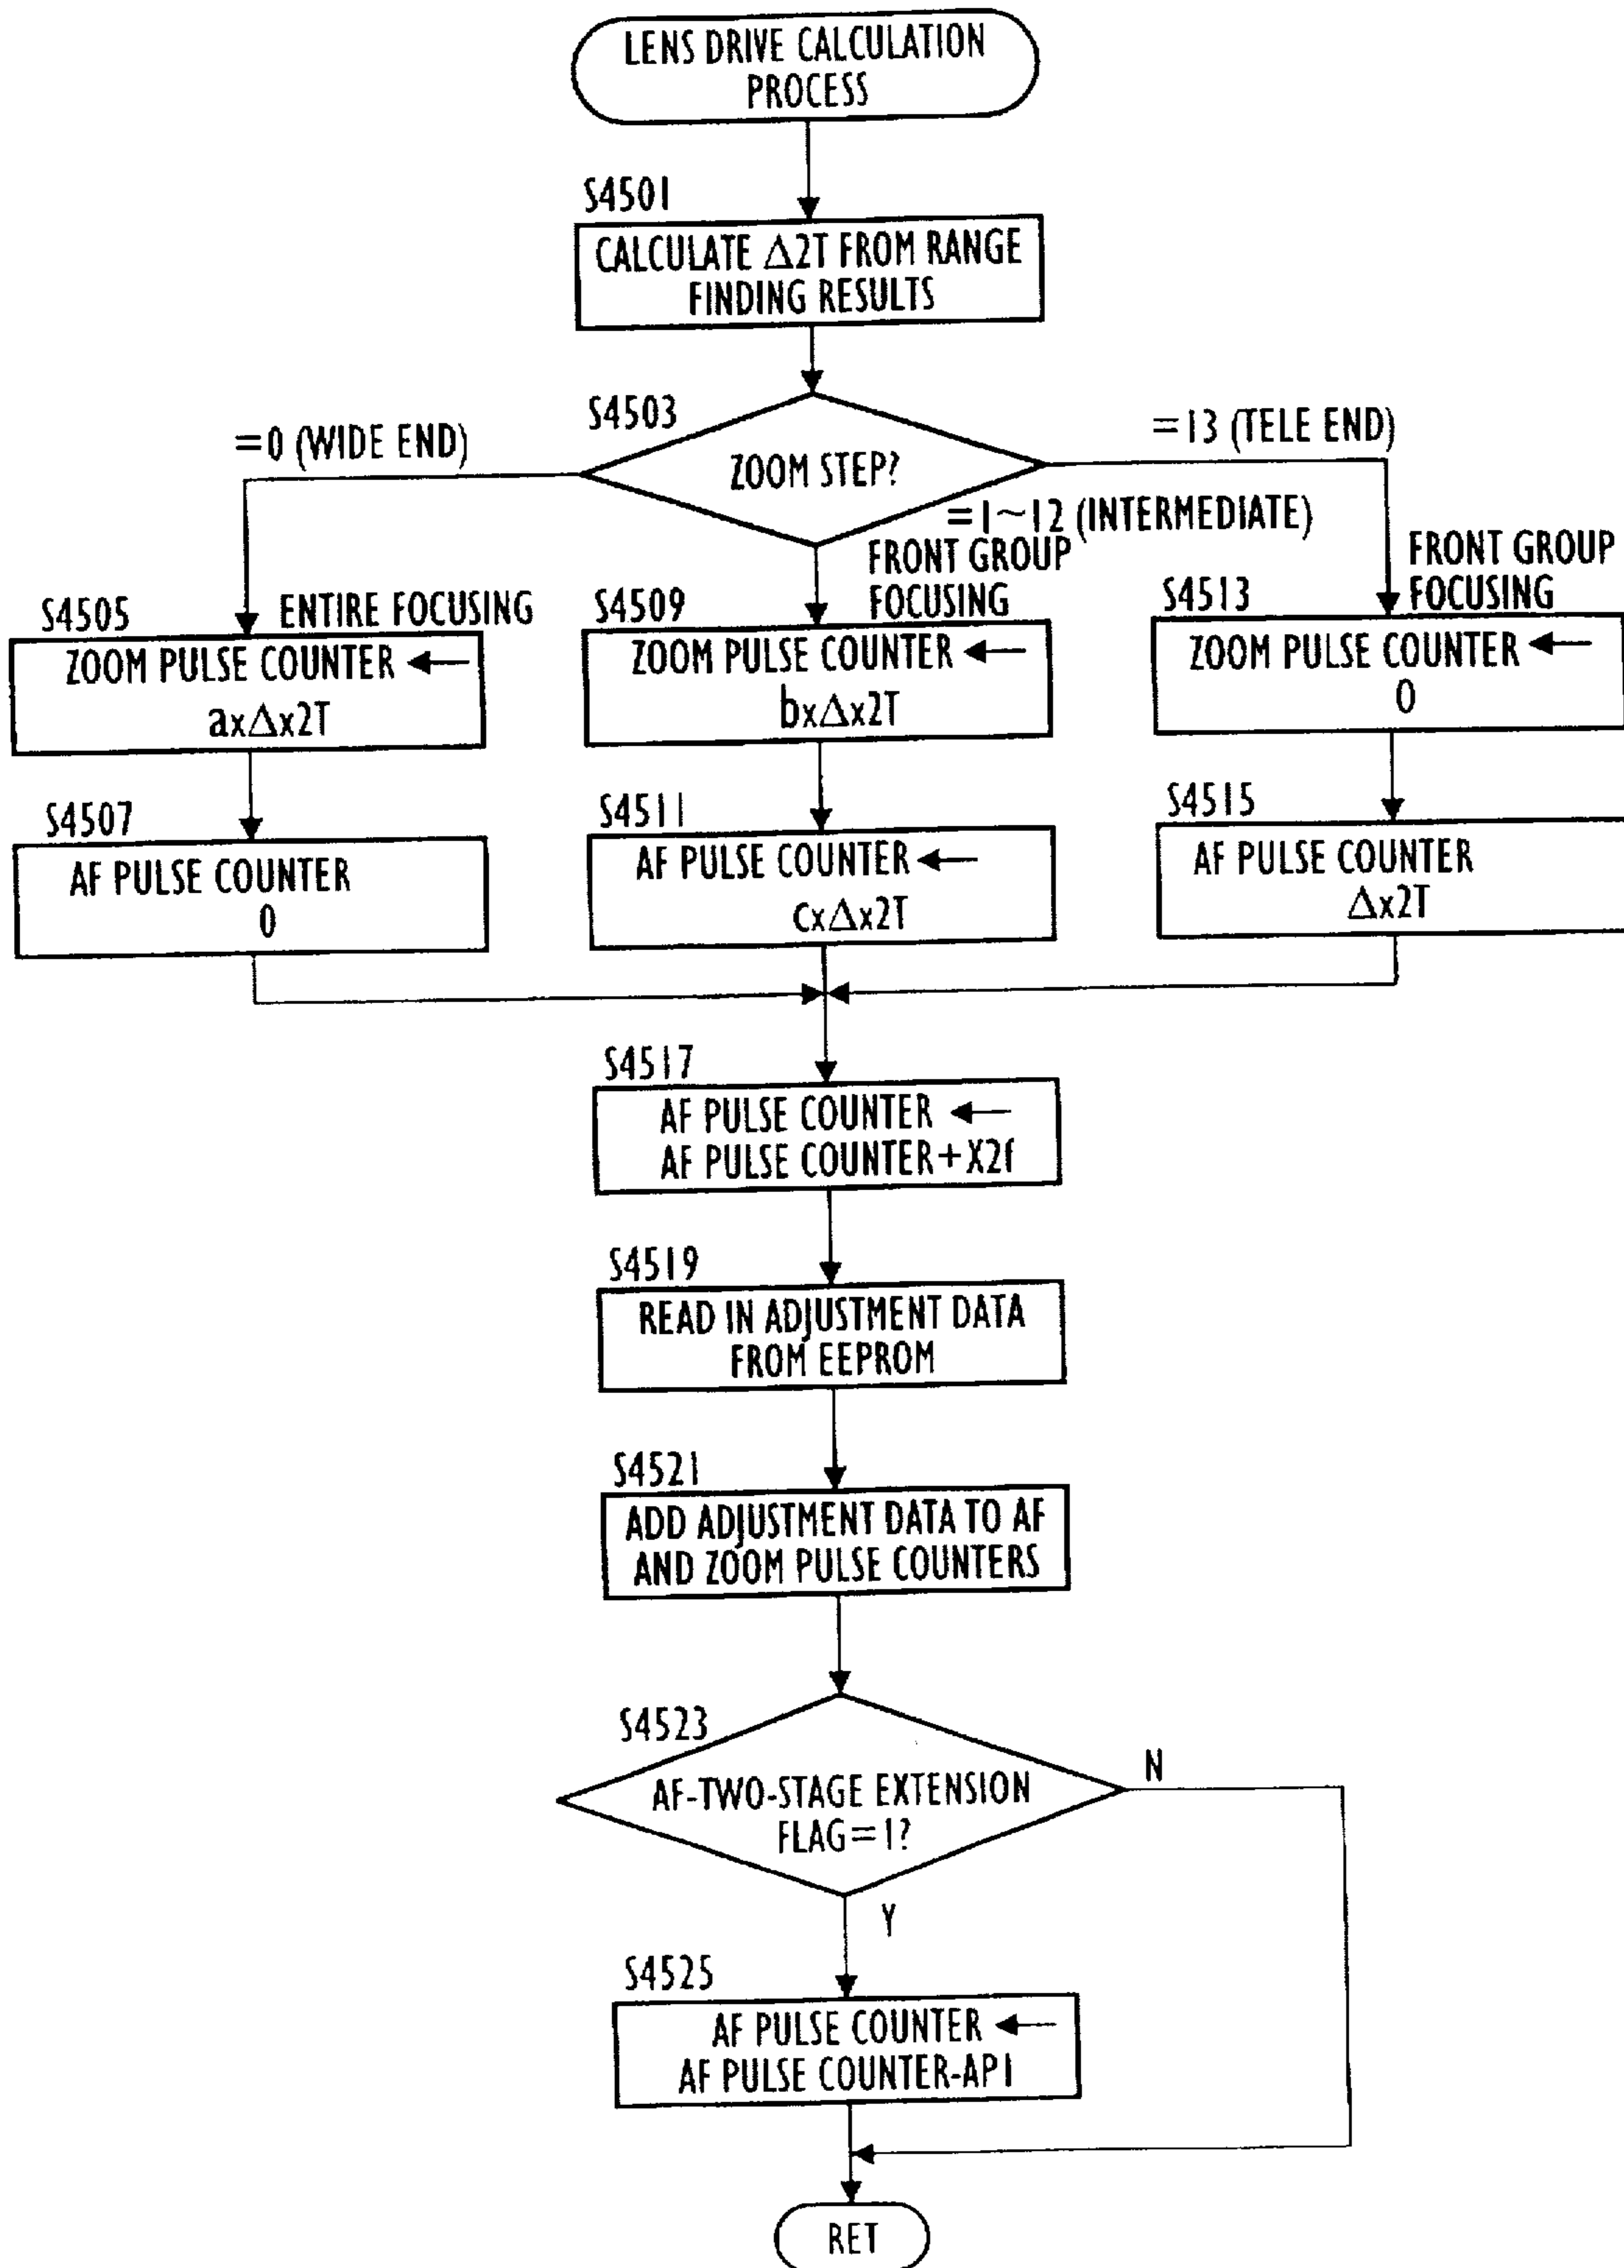 LENS DRIVE CALCULATION
PROCESS
S4501
CALCULATE Δ2T FROM RANGE
FINDING RESULTS
S4503
ZOOM STEP?
=0 (WIDE END)
=1~12 (INTERMEDIATE)
=13 (TELE END)
S4505
ENTIRE FOCUSING
ZOOM PULSE COUNTER ←
a×Δ×2T
S4507
AF PULSE COUNTER
0
FRONT GROUP
FOCUSING
S4509
ZOOM PULSE COUNTER ←
b×Δ×2T
S4511
AF PULSE COUNTER ←
c×Δ×2T
FRONT GROUP
FOCUSING
S4513
ZOOM PULSE COUNTER ←
0
S4515
AF PULSE COUNTER
Δ×2T
S4517
AF PULSE COUNTER ←
AF PULSE COUNTER+X2f
S4519
READ IN ADJUSTMENT DATA
FROM EEPROM
S4521
ADD ADJUSTMENT DATA TO AF
AND ZOOM PULSE COUNTERS
S4523
AF-TWO-STAGE EXTENSION
FLAG=1?
N
Y
S4525
AF PULSE COUNTER ←
AF PULSE COUNTER-AP1
RET